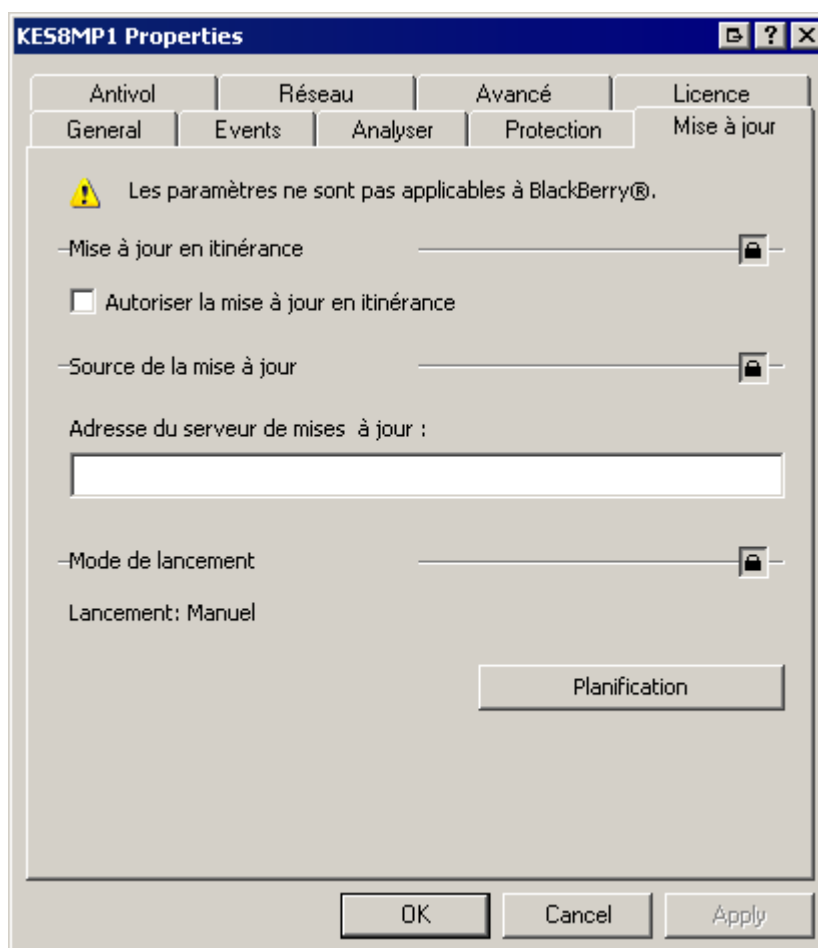 KES8MP1 Properties
Antivol Réseau Avancé Licence
General Events Analyser Protection Mise à jour
Les paramètres ne sont pas applicables à BlackBerry®.
Mise à jour en itinérance
Autoriser la mise à jour en itinérance
Source de la mise à jour
Adresse du serveur de mises à jour :
Mode de lancement
Lancement: Manuel
Planification
OK Cancel Apply